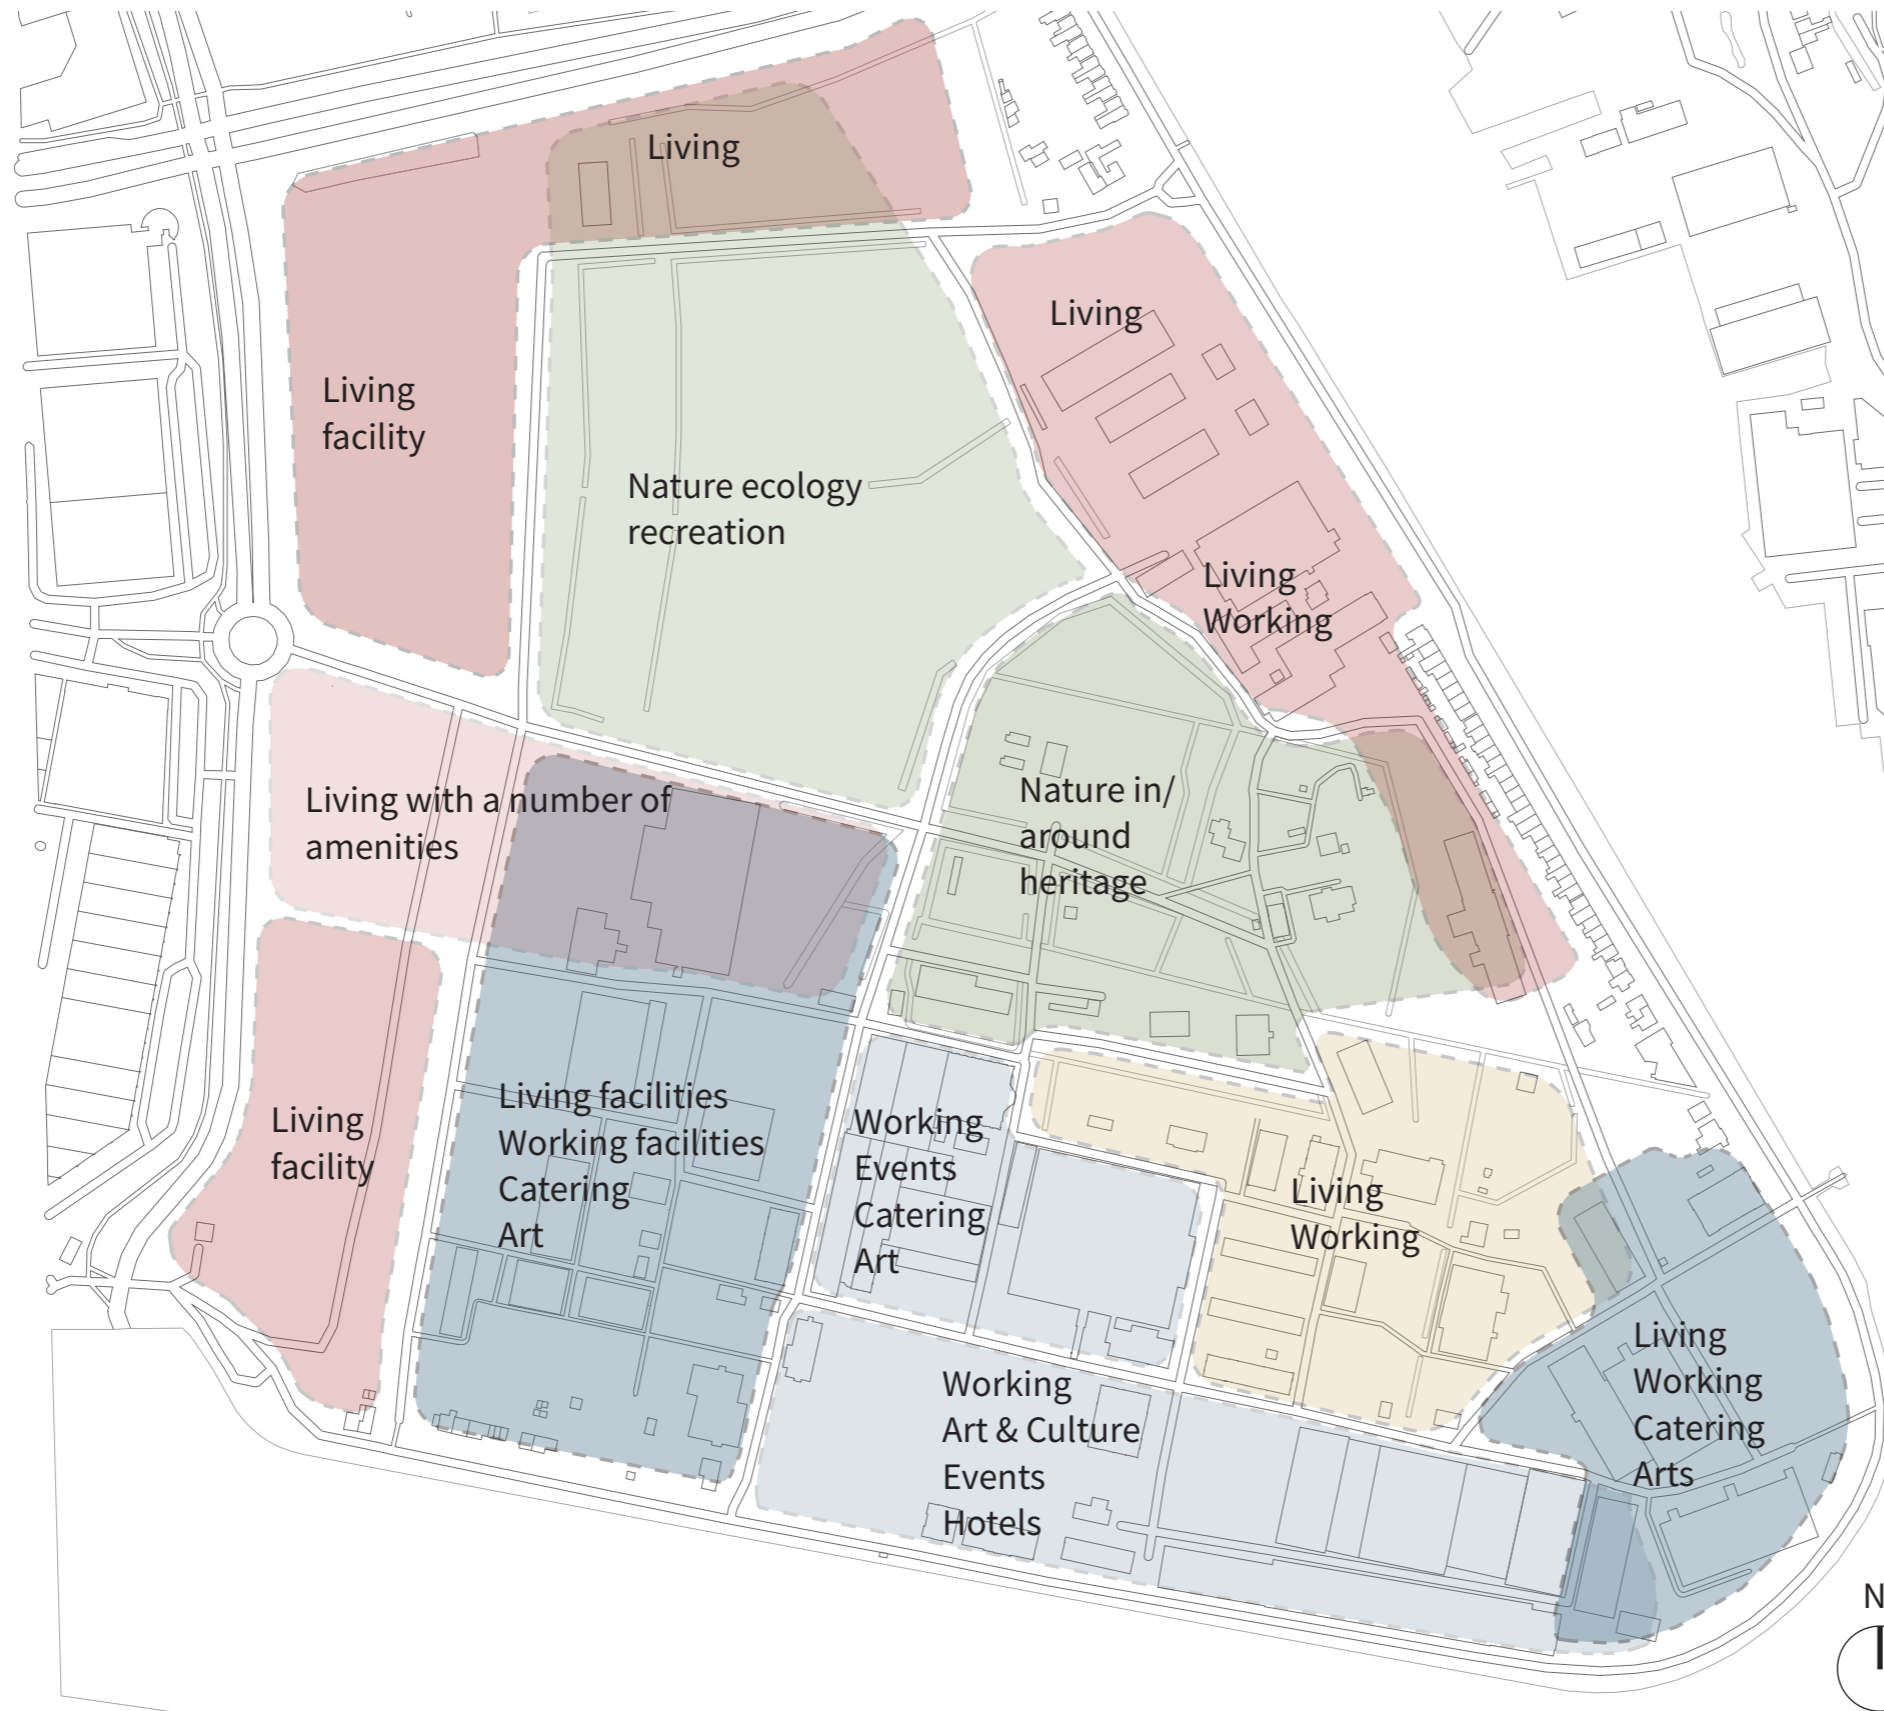 Living
Living
Living
facility
Nature ecology
recreation
Living
Working
Living with a number of
amenities
Nature in/
around
heritage
Living
facility
Living facilities
Working facilities
Catering
Art
Working
Events
Catering
Art
Living
Working
Living
Working
Catering
Arts
Working
Art & Culture
Events
Hotels
N